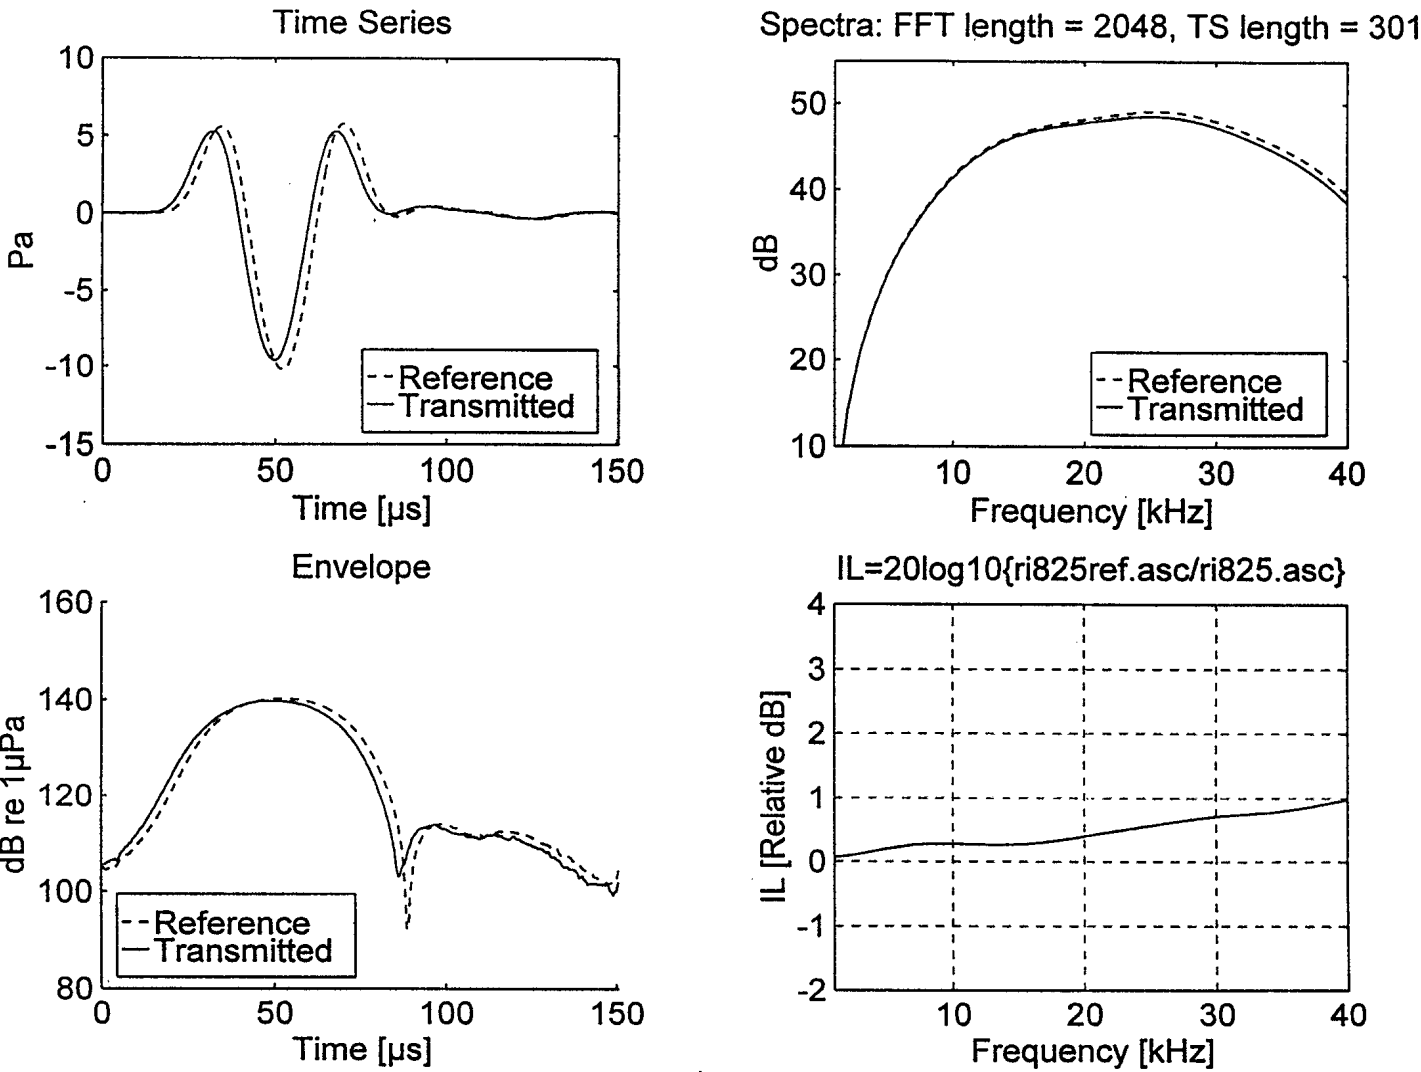 Time Series
10
5
0
-5
-10
-15
Pa
Reference
Transmitted
0
50
100
150
Time [µs]
Spectra: FFT length = 2048, TS length = 301
50
40
30
20
10
dB
Reference
Transmitted
10
20
30
40
Frequency [kHz]
Envelope
160
140
120
100
80
dB re 1µPa
Reference
Transmitted
0
50
100
150
Time [µs]
IL=20log10{ri825ref.asc/ri825.asc}
4
3
2
1
0
-1
-2
IL [Relative dB]
10
20
30
40
Frequency [kHz]